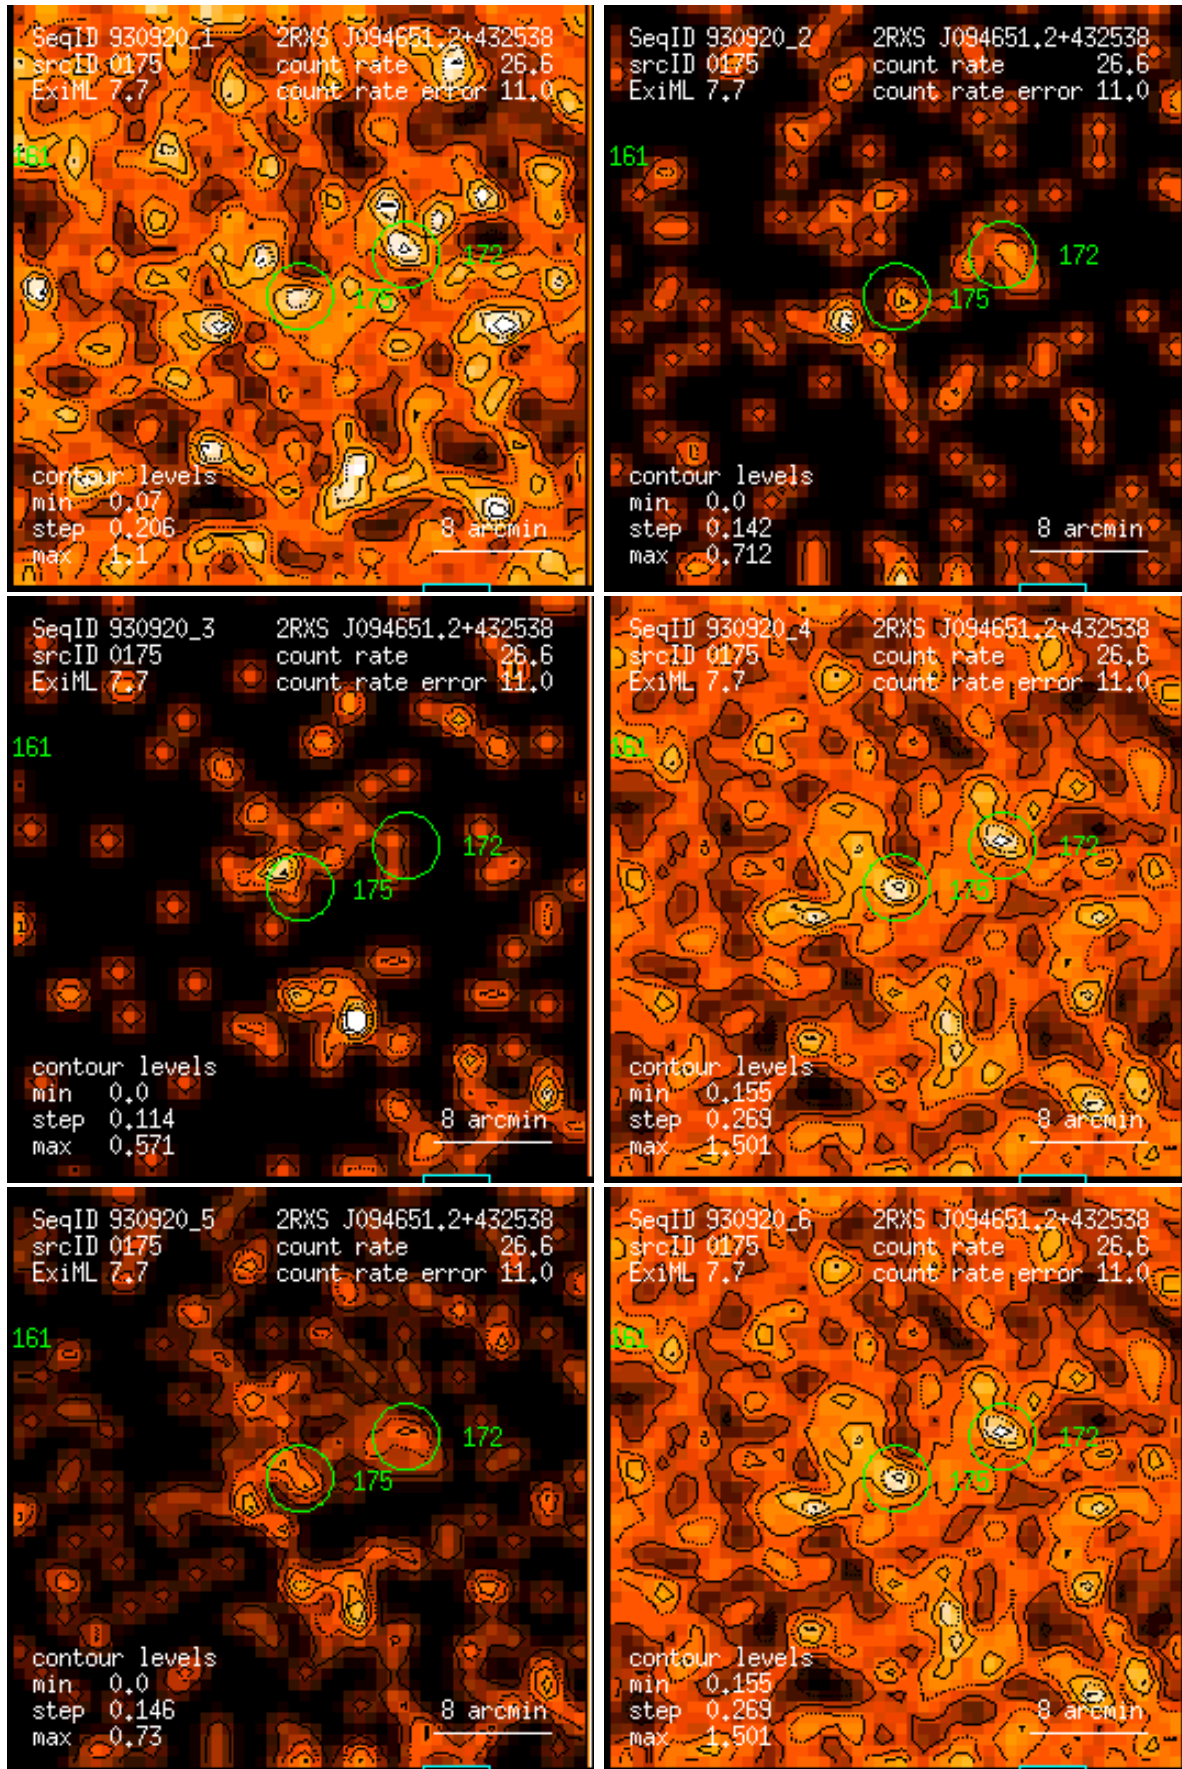 SeqID 930920_1 2RXS J094651.2+432538
srcID 0175 count rate 26.6
ExiML 7.7 count rate error 11.0
161
172
175
contour levels
min 0.07
step 0.206 8 arcmin
max 1.1
SeqID 930920_2 2RXS J094651.2+432538
srcID 0175 count rate 26.6
ExiML 7.7 count rate error 11.0
161
172
175
contour levels
min 0.0
step 0.142 8 arcmin
max 0.712
SeqID 930920_3 2RXS J094651.2+432538
srcID 0175 count rate 26.6
ExiML 7.7 count rate error 11.0
161
172
175
contour levels
min 0.0
step 0.114 8 arcmin
max 0.571
SeqID 930920_4 2RXS J094651.2+432538
srcID 0175 count rate 26.6
ExiML 7.7 count rate error 11.0
161
172
175
contour levels
min 0.155
step 0.269 8 arcmin
max 1.501
SeqID 930920_5 2RXS J094651.2+432538
srcID 0175 count rate 26.6
ExiML 7.7 count rate error 11.0
161
172
175
contour levels
min 0.0
step 0.146 8 arcmin
max 0.73
SeqID 930920_6 2RXS J094651.2+432538
srcID 0175 count rate 26.6
ExiML 7.7 count rate error 11.0
161
172
175
contour levels
min 0.155
step 0.269 8 arcmin
max 1.501